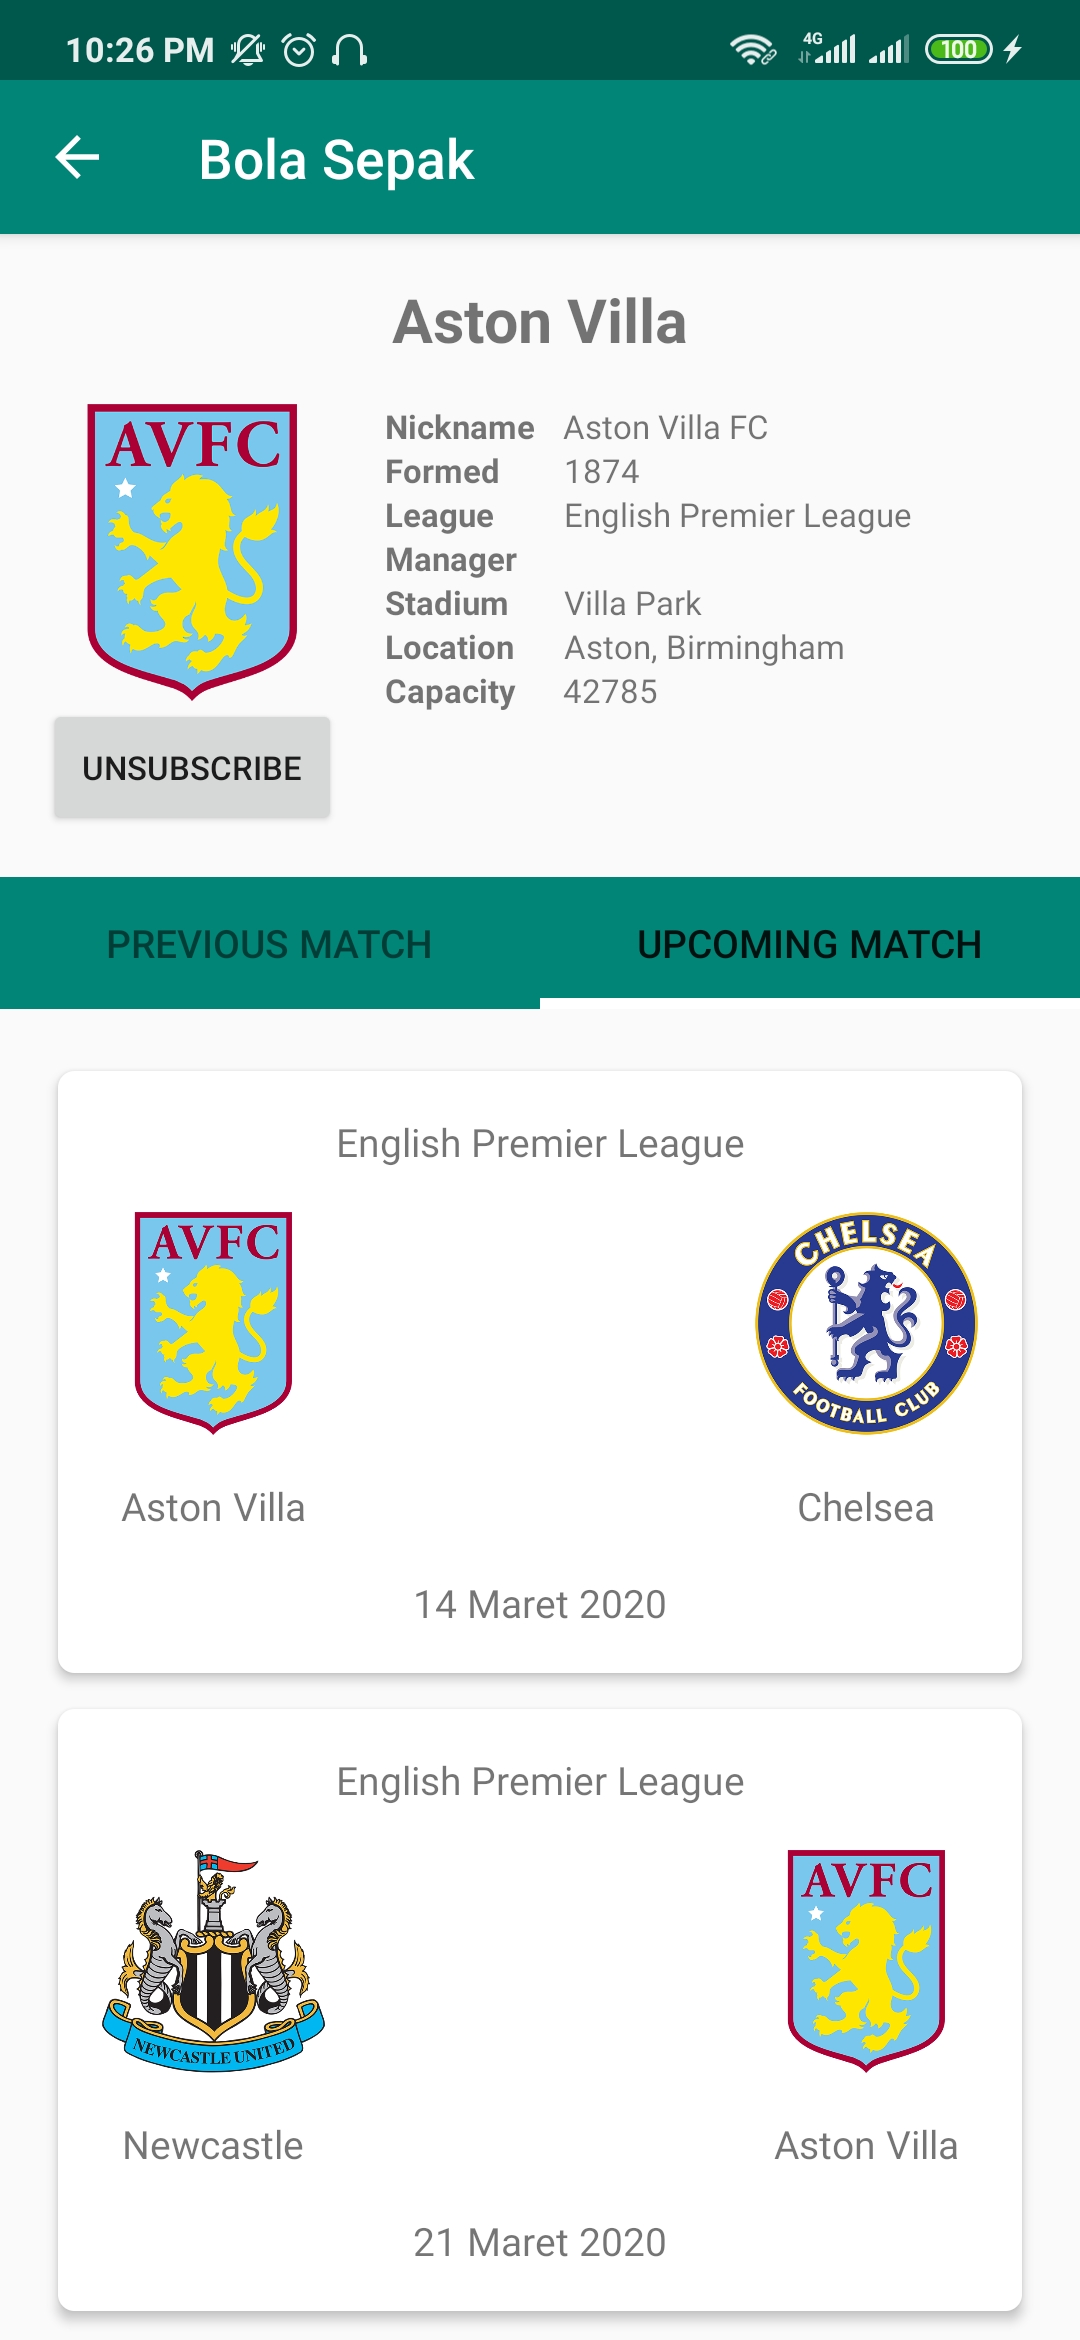 10:26 PM 4G 100
Bola Sepak
Aston Villa
AVFC
Nickname Aston Villa FC
Formed 1874
League English Premier League
Manager
Stadium Villa Park
Location Aston, Birmingham
Capacity 42785
UNSUBSCRIBE
PREVIOUS MATCH UPCOMING MATCH
English Premier League
AVFC
CHELSEA
FOOTBALL CLUB
Aston Villa Chelsea
14 Maret 2020
English Premier League
NEWCASTLE UNITED
AVFC
Newcastle Aston Villa
21 Maret 2020